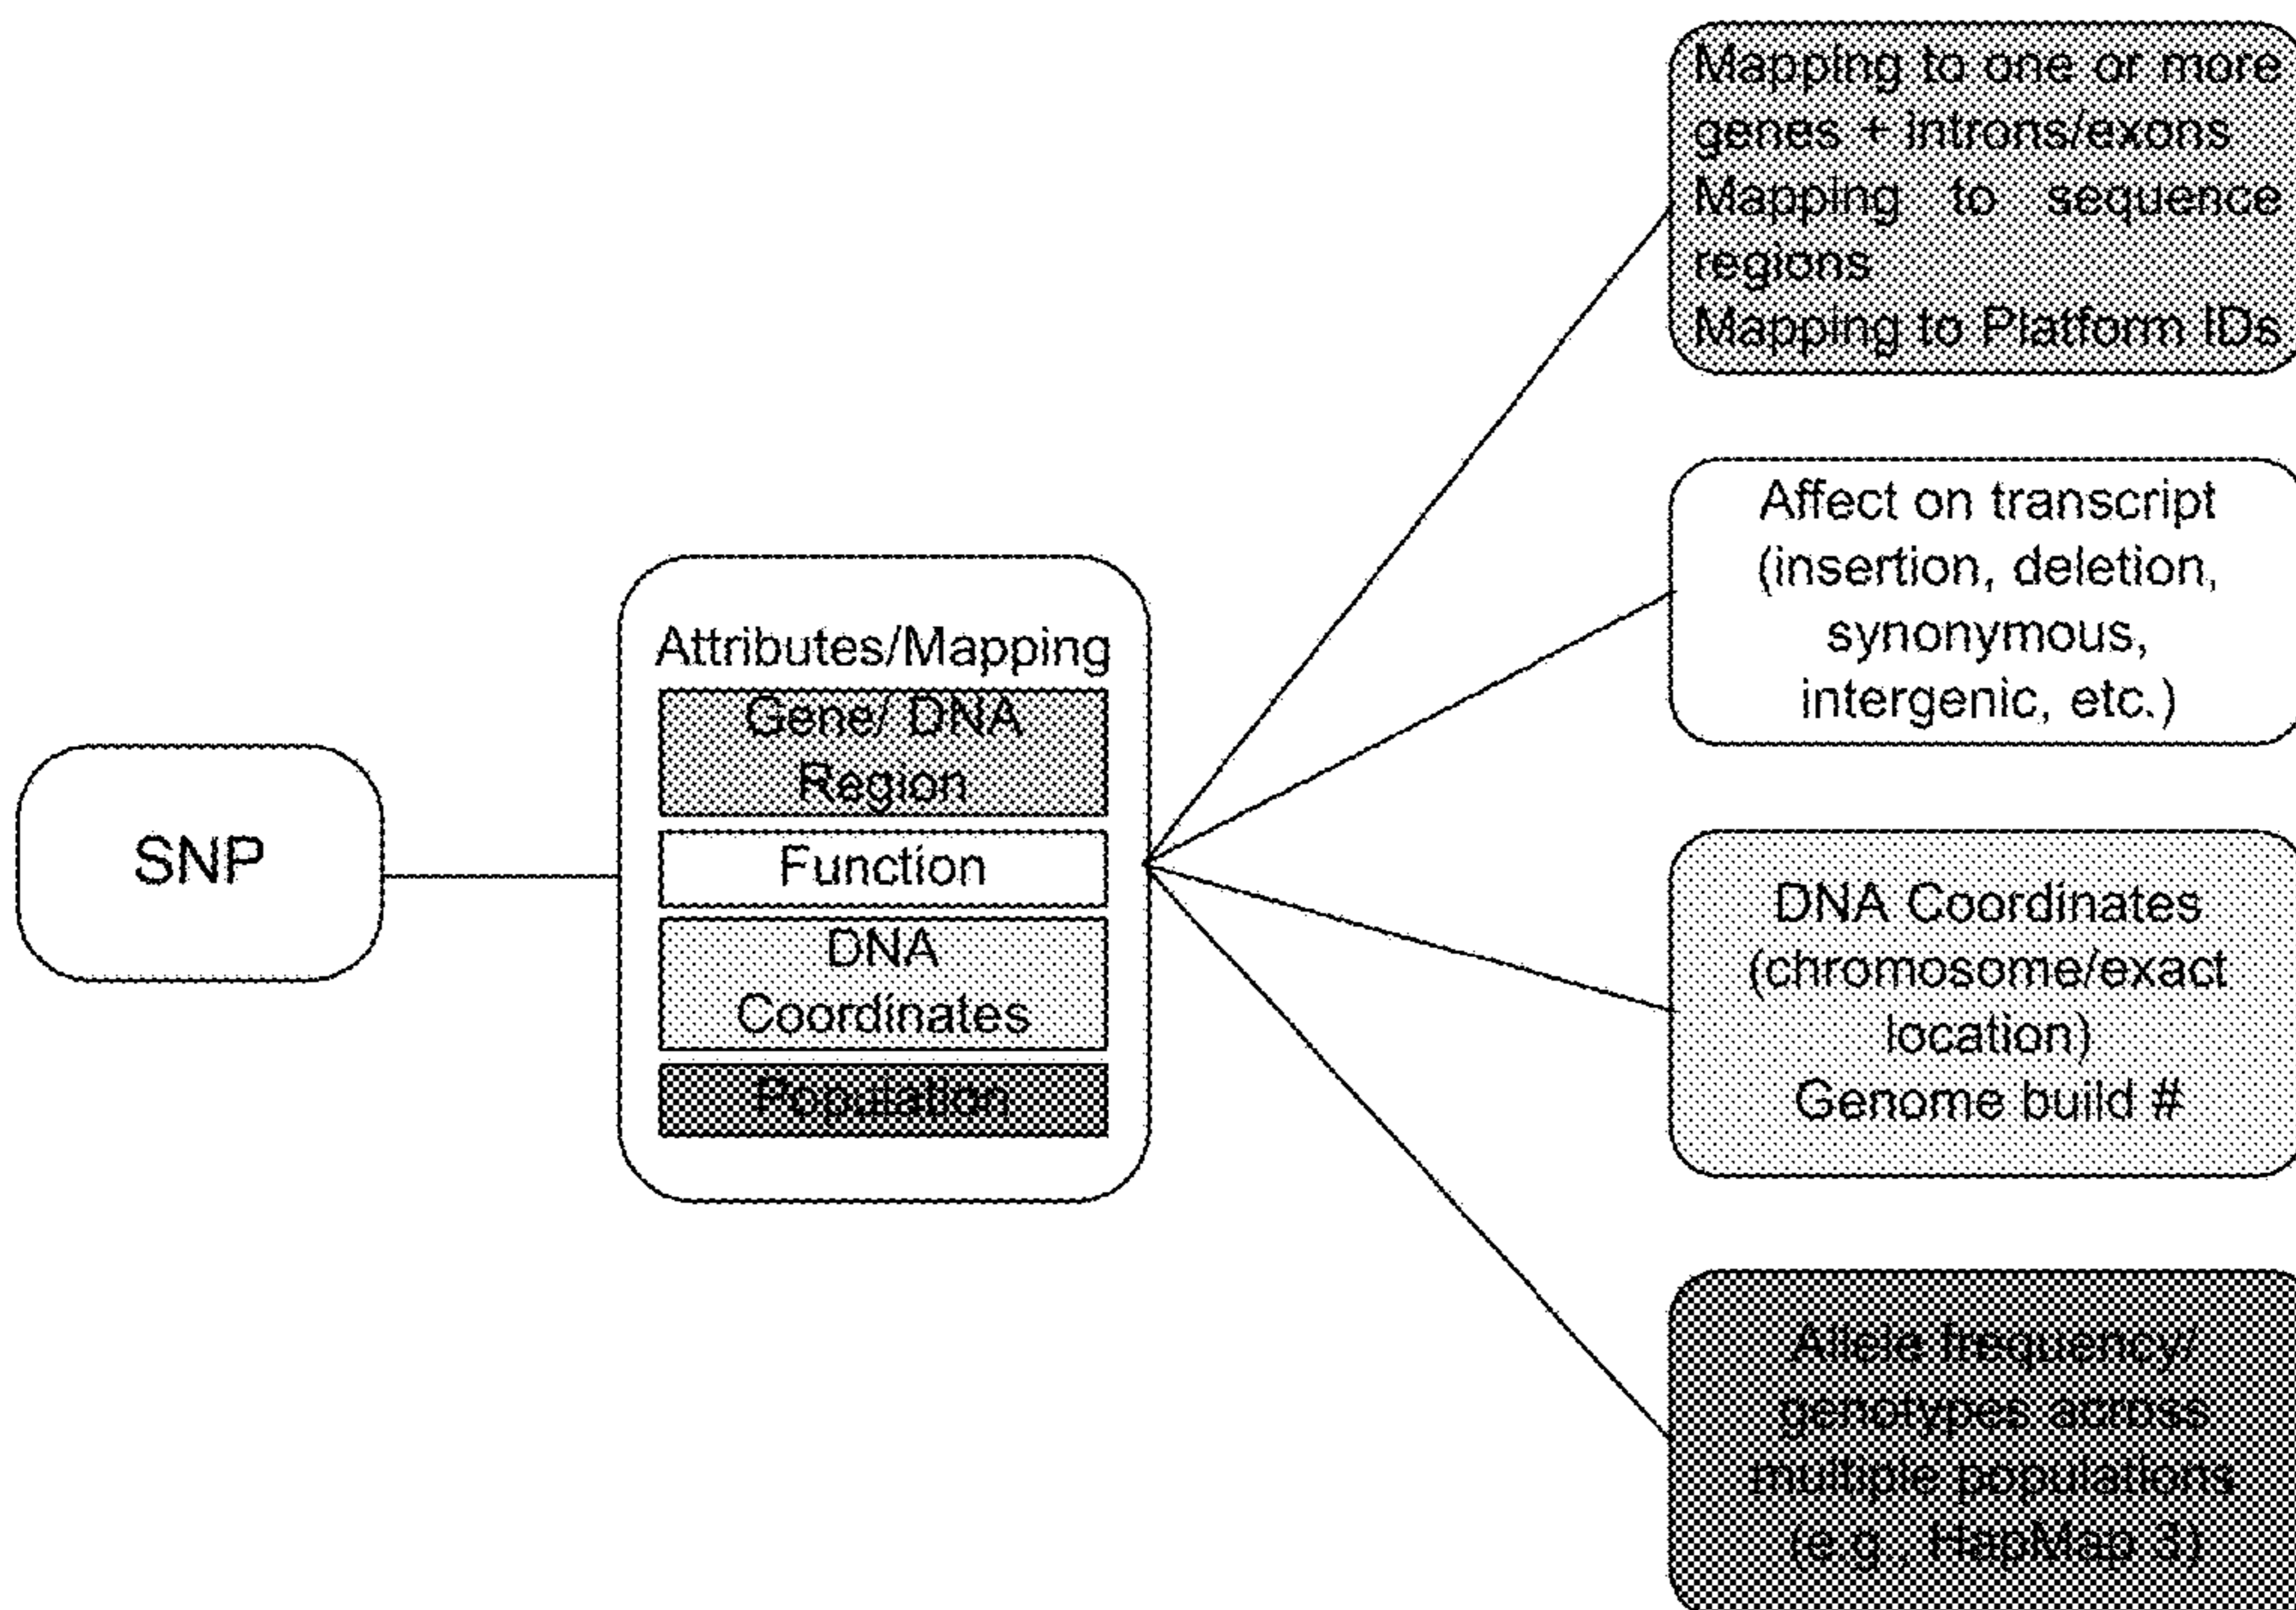 SNP
Attributes/Mapping
Gene/ DNA
Region
Function
DNA
Coordinates
Population
Mapping to one or more
genes + introns/exons
Mapping to sequence
regions
Mapping to Platform IDs
Affect on transcript
(insertion, deletion,
synonymous,
intergenic, etc.)
DNA Coordinates
(chromosome/exact
location)
Genome build #
Allele frequency/
genotypes across
multiple populations
(e.g., HapMap 3)